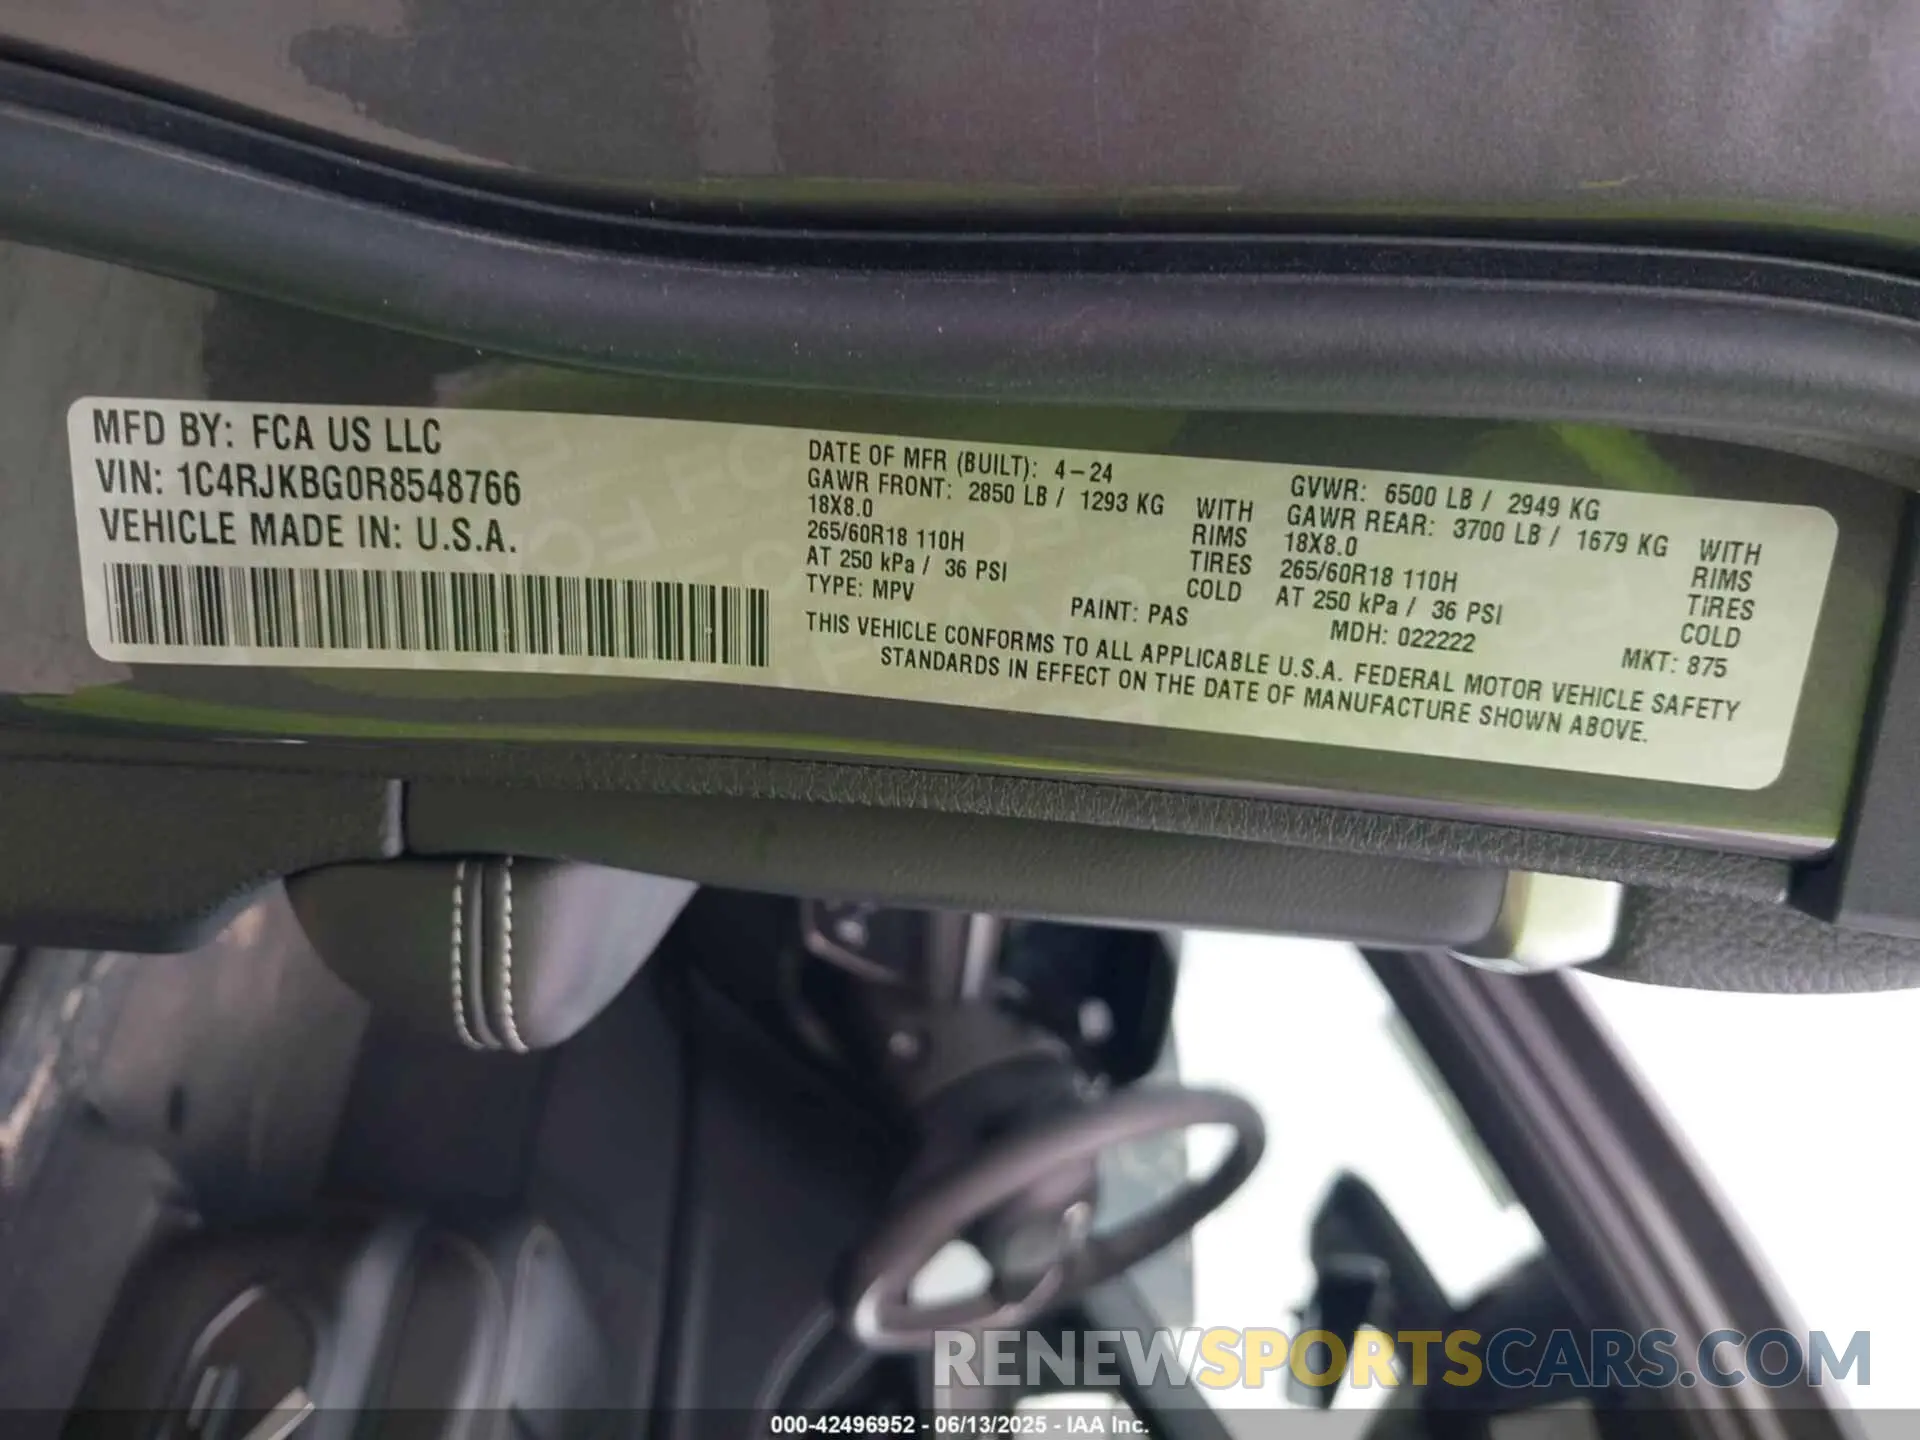 MFD BY: FCA US LLC
VIN: 1C4RJKBG0R8548766
VEHICLE MADE IN: U.S.A.
DATE OF MFR (BUILT): 4-24
GAWR FRONT: 2850 LB / 1293 KG WITH
18X8.0 RIMS
265/60R18 110H TIRES
AT 250 kPa / 36 PSI COLD
TYPE: MPV
PAINT: PAS
GVWR: 6500 LB / 2949 KG
GAWR REAR: 3700 LB / 1679 KG WITH
18X8.0 RIMS
265/60R18 110H TIRES
AT 250 kPa / 36 PSI COLD
MDH: 022222
MKT: 875
THIS VEHICLE CONFORMS TO ALL APPLICABLE U.S.A. FEDERAL MOTOR VEHICLE SAFETY
STANDARDS IN EFFECT ON THE DATE OF MANUFACTURE SHOWN ABOVE.
RENEWSPORTSCARS.COM
000-42496952 - 06/13/2025 - IAA Inc.